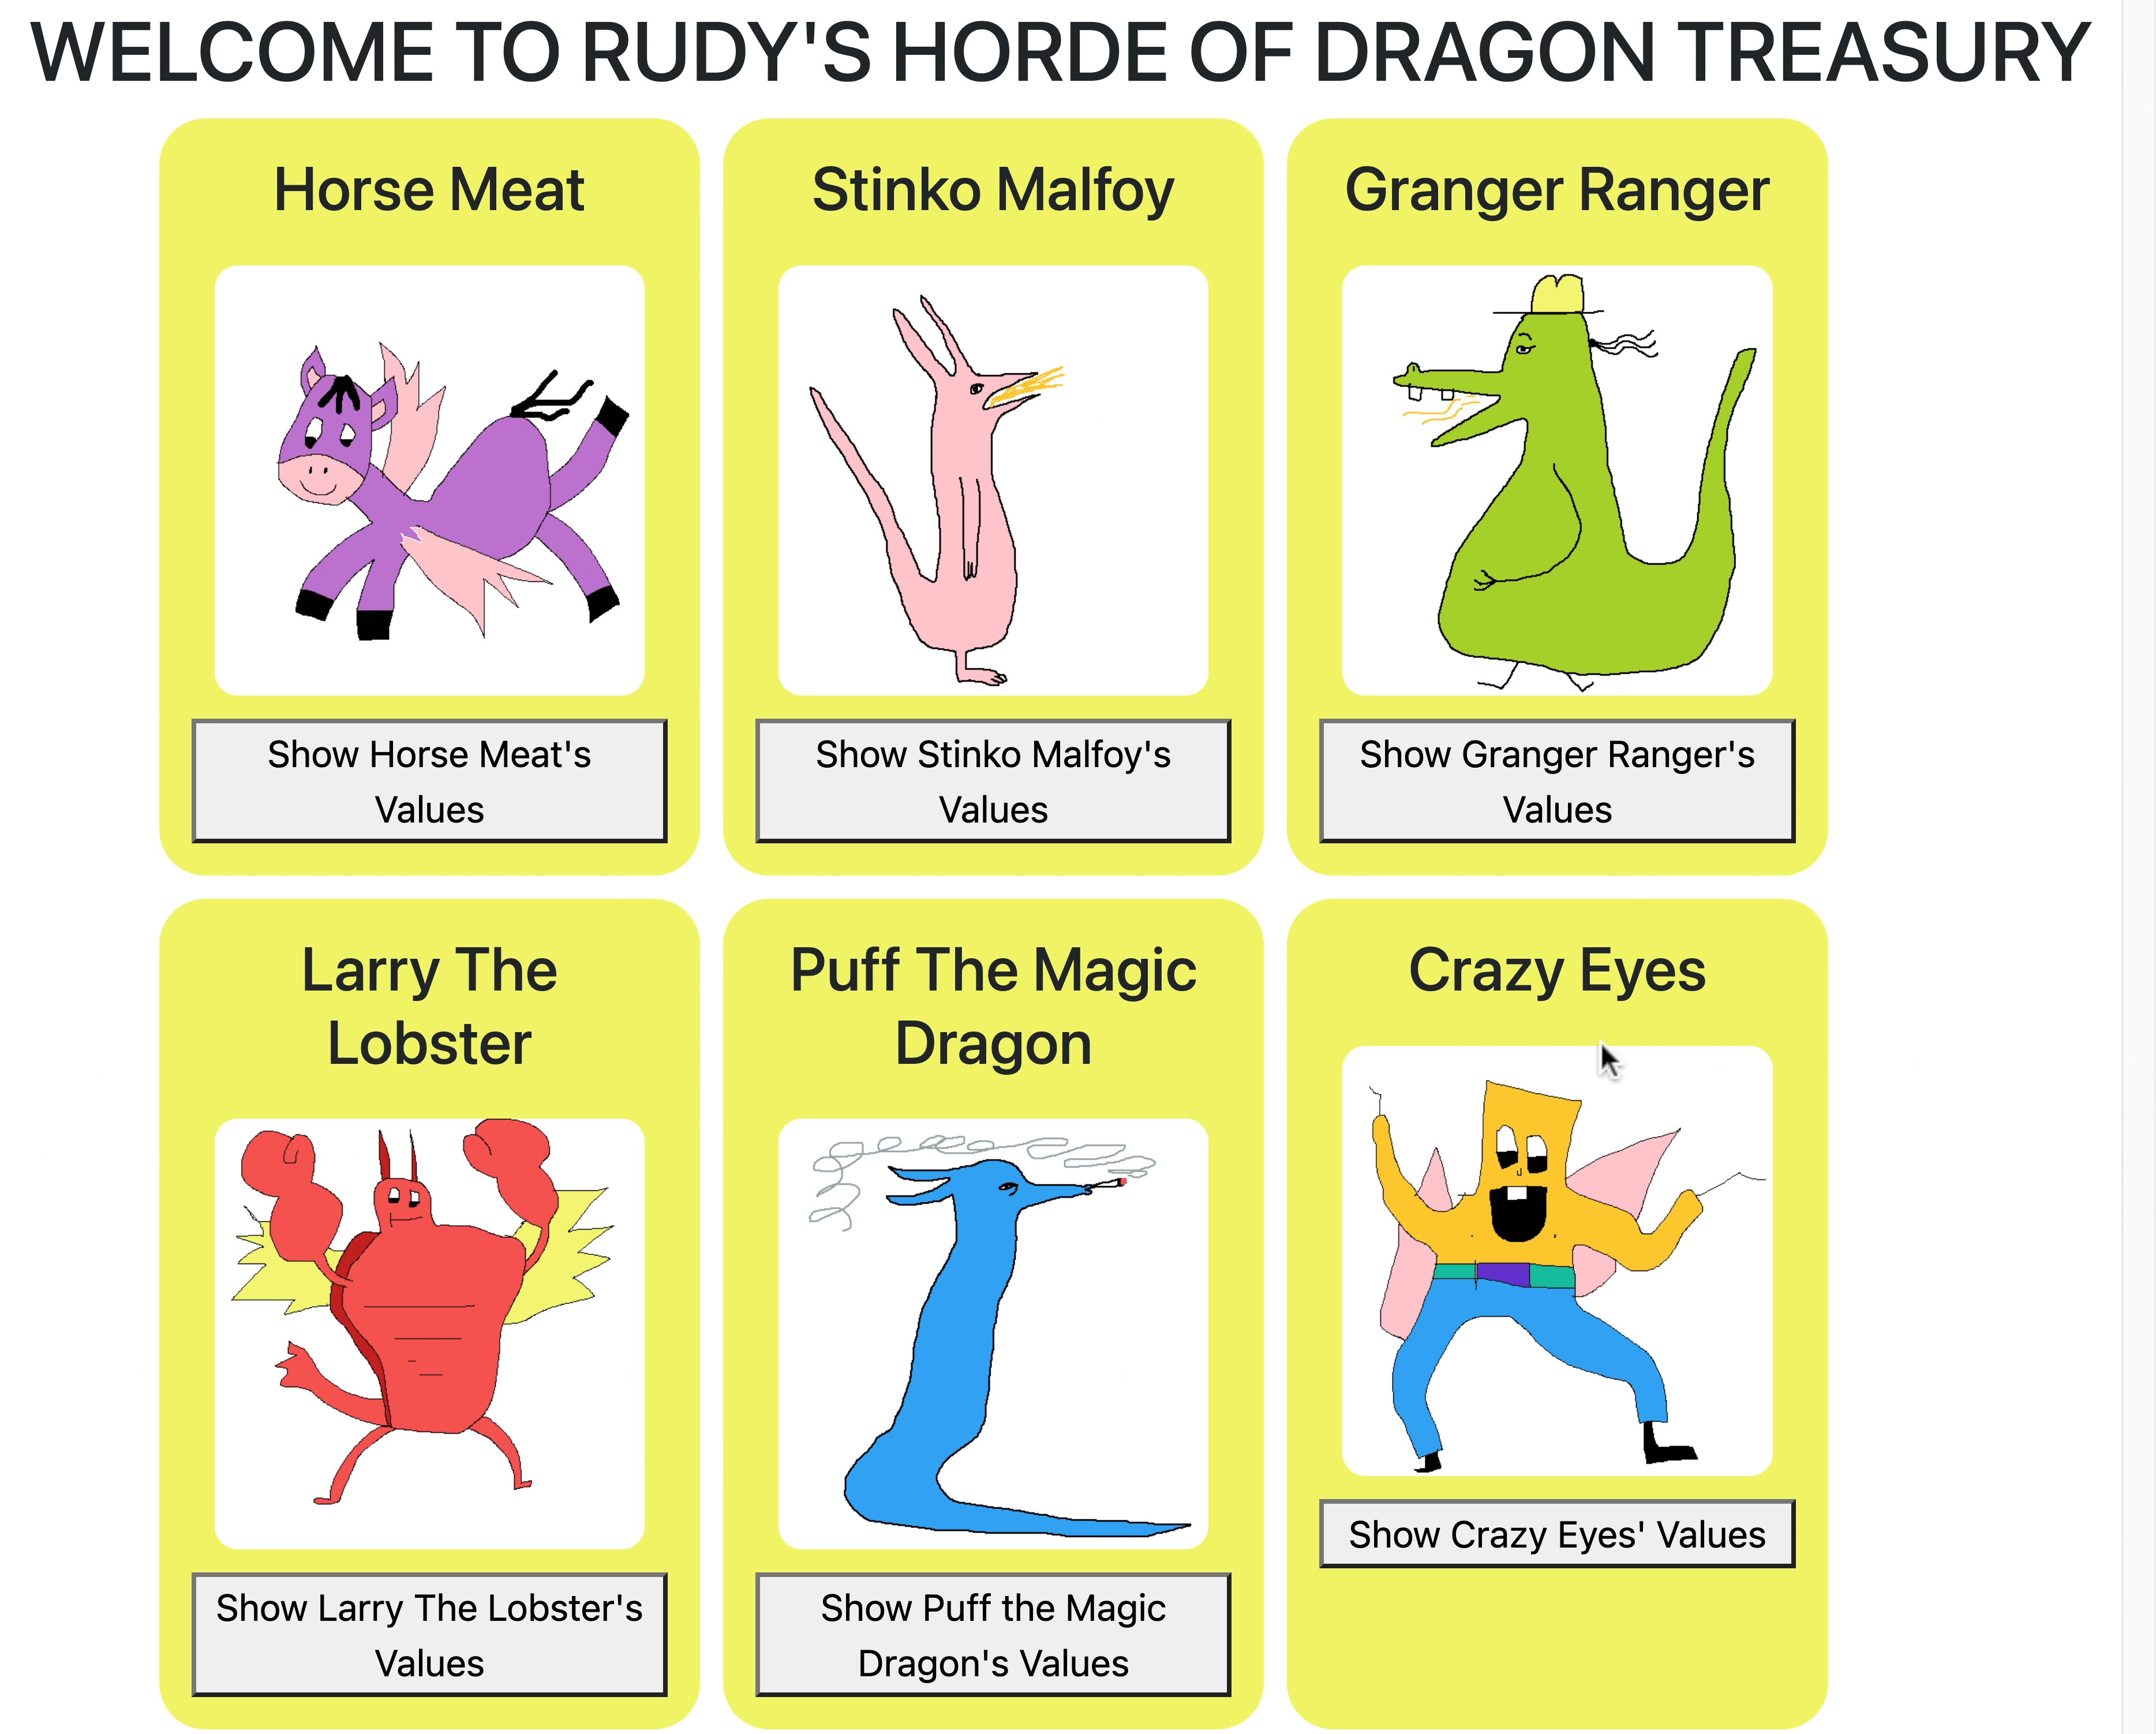 WELCOME TO RUDY'S HORDE OF DRAGON TREASURY
Horse Meat
Stinko Malfoy
Granger Ranger
Show Horse Meat's
Values
Show Stinko Malfoy's
Values
Show Granger Ranger's
Values
Larry The
Lobster
Puff The Magic
Dragon
Crazy Eyes
Show Larry The Lobster's
Values
Show Puff the Magic
Dragon's Values
Show Crazy Eyes' Values